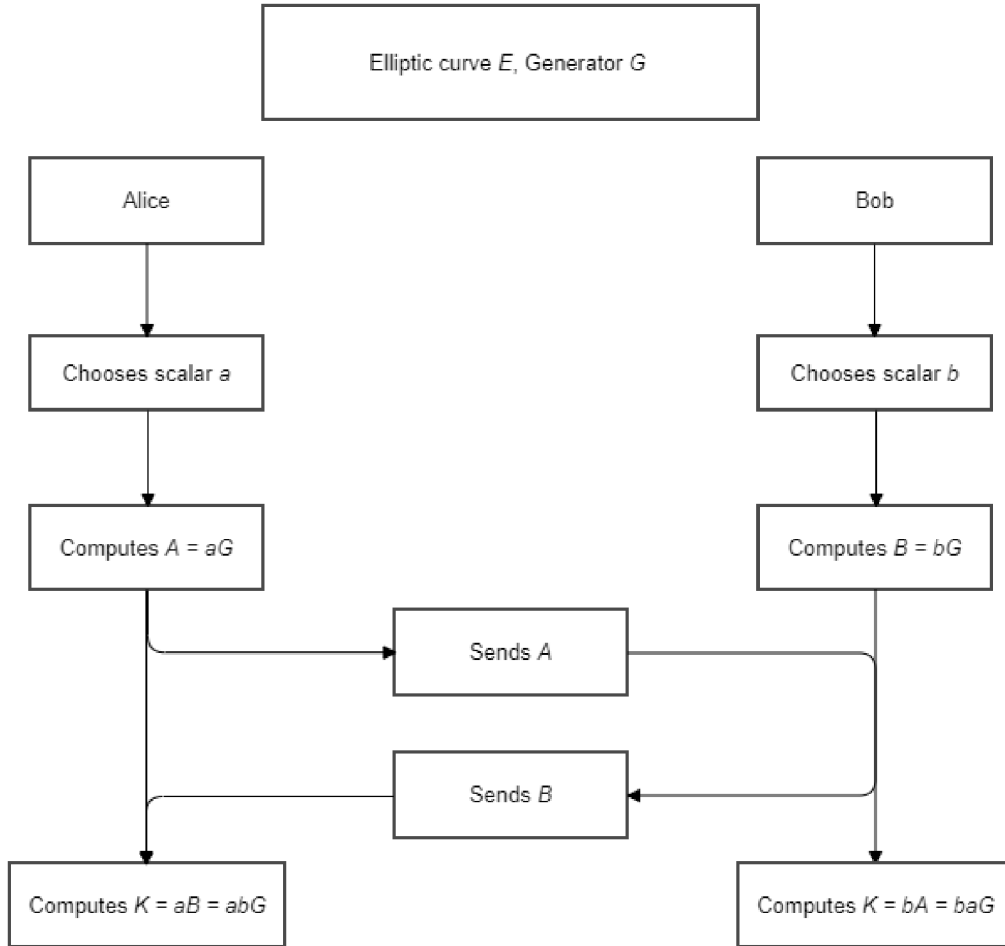 Elliptic curve E, Generator G
Alice
Bob
Chooses scalar a
Chooses scalar b
Computes A = aG
Computes B = bG
Sends A
Sends B
Computes K = aB = abG
Computes K = bA = baG